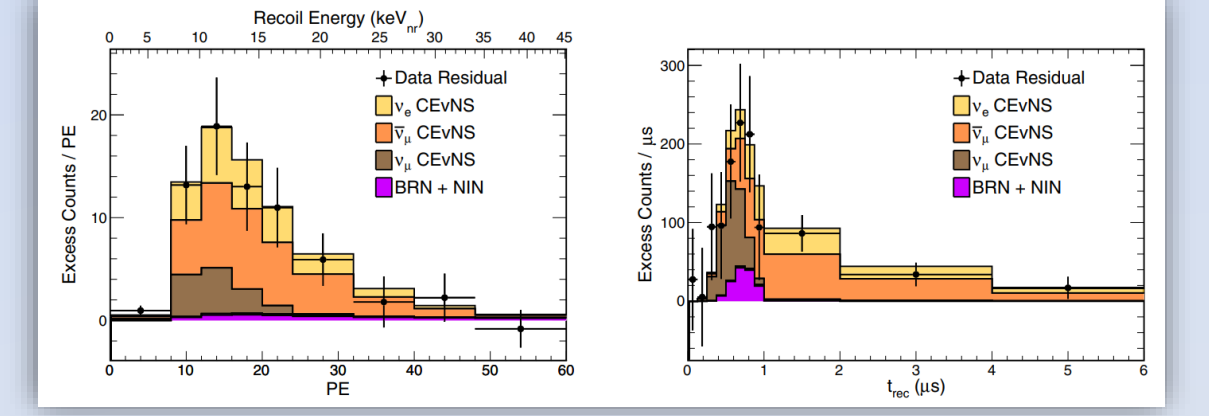 Recoil Energy (keVnr)
0 5 10 15 20 25 30 35 40 45
Excess Counts / PE
20
10
0
Data Residual
νe CEvNS
ν̅μ CEvNS
νμ CEvNS
BRN + NIN
0 10 20 30 40 50 60
PE
Excess Counts / μs
300
200
100
0
Data Residual
νe CEvNS
ν̅μ CEvNS
νμ CEvNS
BRN + NIN
0 1 2 3 4 5 6
trec (μs)